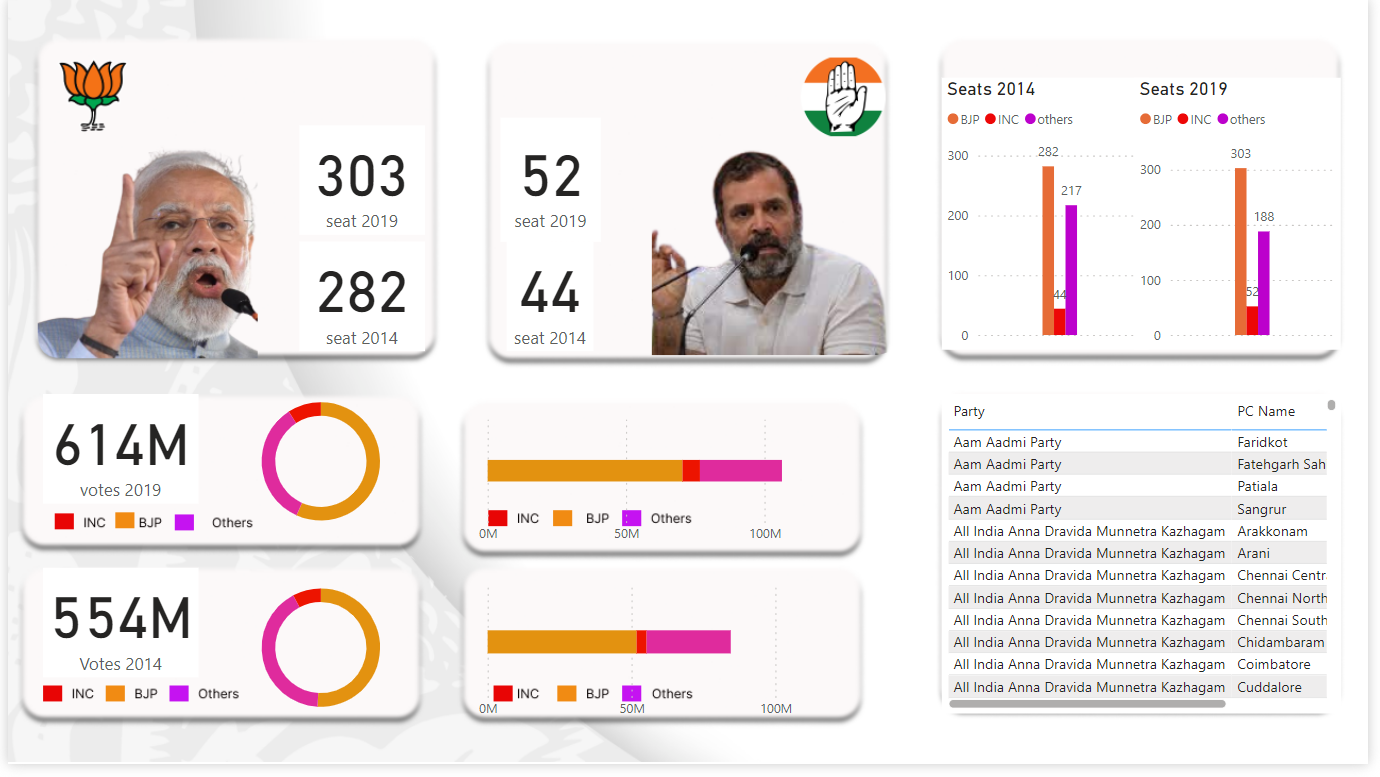 303
seat 2019
282
seat 2014
52
seat 2019
44
seat 2014
Seats 2014
BJP INC others
300
200
100
0
282
44
217
Seats 2019
BJP INC others
300
200
100
0
303
52
188
614M
votes 2019
INC BJP Others
INC BJP Others
0M 50M 100M
554M
Votes 2014
INC BJP Others
INC BJP Others
0M 50M 100M
Party PC Name
Aam Aadmi Party Faridkot
Aam Aadmi Party Fatehgarh Sah
Aam Aadmi Party Patiala
Aam Aadmi Party Sangrur
All India Anna Dravida Munnetra Kazhagam Arakkonam
All India Anna Dravida Munnetra Kazhagam Arani
All India Anna Dravida Munnetra Kazhagam Chennai Centr
All India Anna Dravida Munnetra Kazhagam Chennai North
All India Anna Dravida Munnetra Kazhagam Chennai South
All India Anna Dravida Munnetra Kazhagam Chidambaram
All India Anna Dravida Munnetra Kazhagam Coimbatore
All India Anna Dravida Munnetra Kazhagam Cuddalore